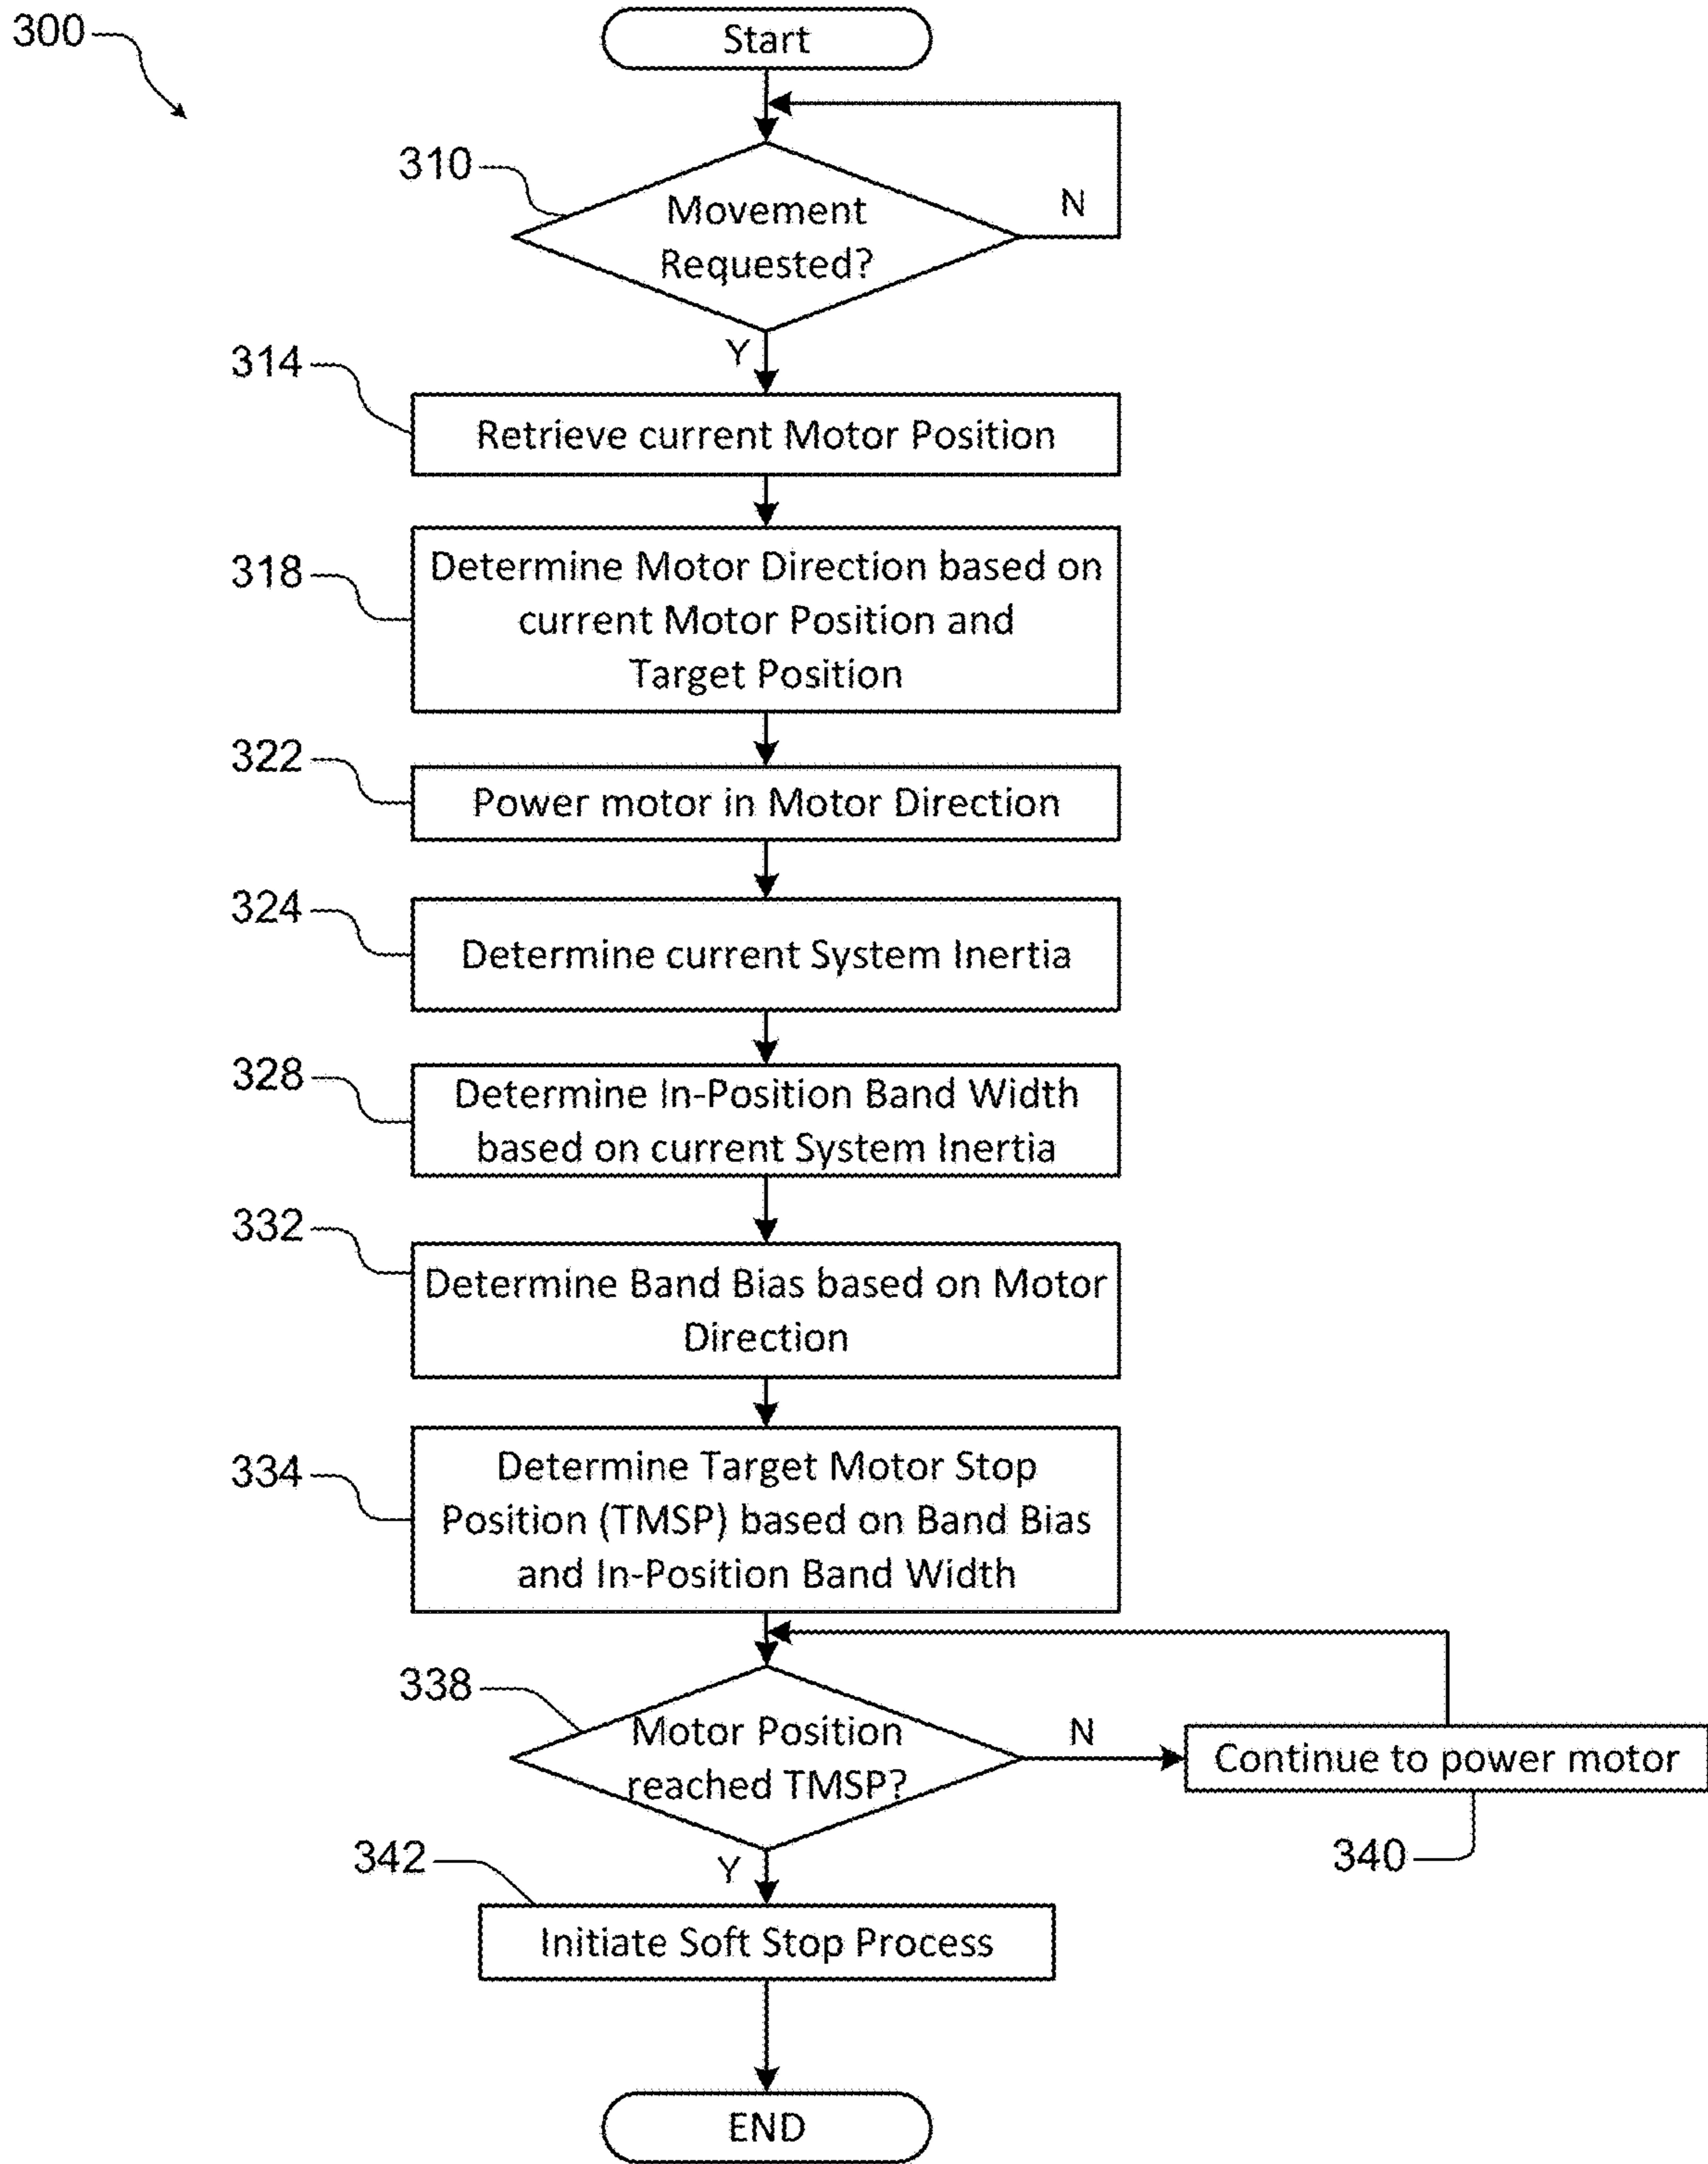 300
Start
310
Movement
Requested?
N
Y
314
Retrieve current Motor Position
318
Determine Motor Direction based on
current Motor Position and
Target Position
322
Power motor in Motor Direction
324
Determine current System Inertia
328
Determine In-Position Band Width
based on current System Inertia
332
Determine Band Bias based on Motor
Direction
334
Determine Target Motor Stop
Position (TMSP) based on Band Bias
and In-Position Band Width
338
Motor Position
reached TMSP?
N
Continue to power motor
340
Y
342
Initiate Soft Stop Process
END